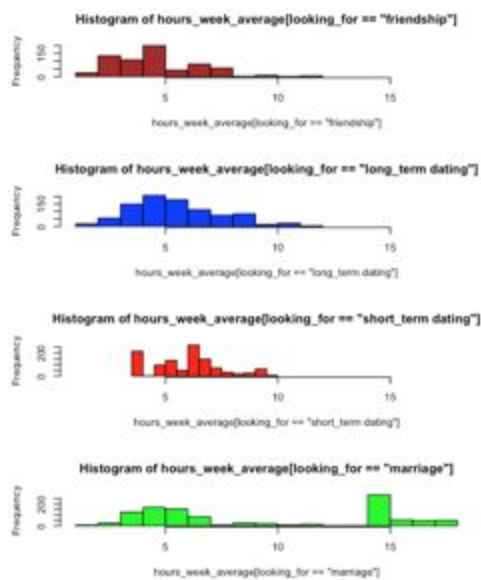 Histogram of hours_week_average[looking_for == "friendship"]
Frequency
0 150
5 10 15
hours_week_average[looking_for == "friendship"]
Histogram of hours_week_average[looking_for == "long_term dating"]
Frequency
0 150
5 10 15
hours_week_average[looking_for == "long_term dating"]
Histogram of hours_week_average[looking_for == "short_term dating"]
Frequency
0 200
5 10 15
hours_week_average[looking_for == "short_term dating"]
Histogram of hours_week_average[looking_for == "marriage"]
Frequency
0 200
5 10 15
hours_week_average[looking_for == "marriage"]